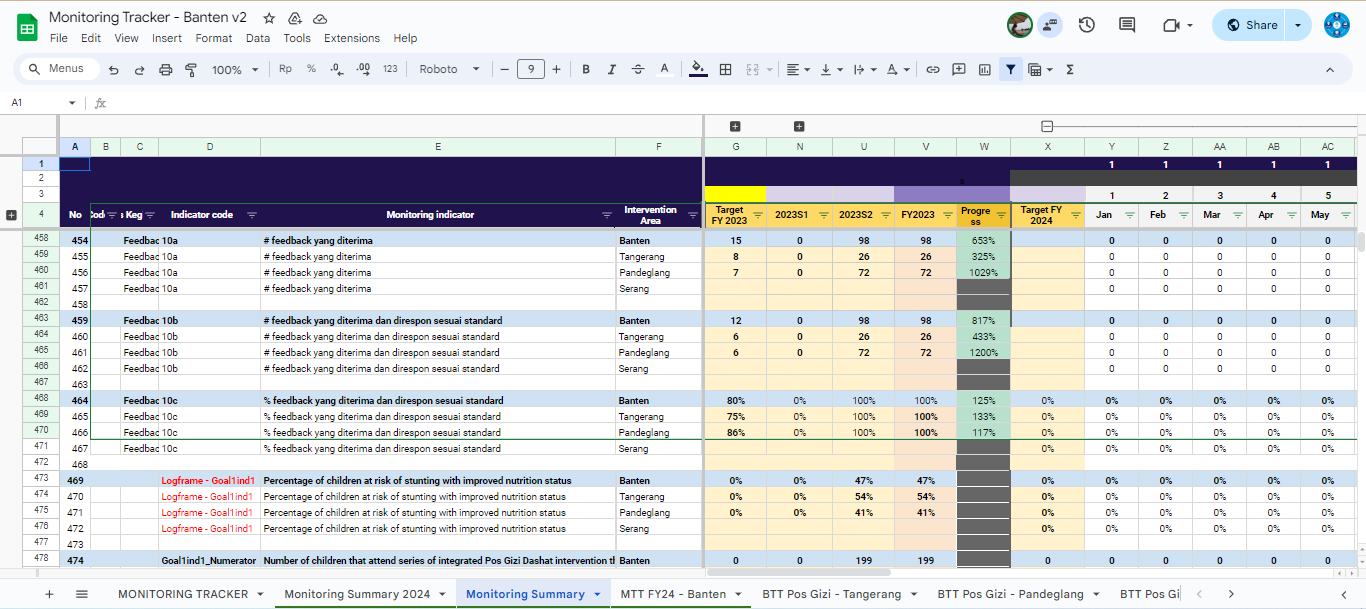 Monitoring Tracker - Banten v2
File Edit View Insert Format Data Tools Extensions Help
Share
Menus 100% Rp % .0 .00 123 Roboto 9 B I A
A1 fx
A B C D E F G N U V W X Y Z AA AB AC
1 1 1 1 1 1
2
3 1 2 3 4 5
4 No Keg Indicator code Monitoring indicator Intervention Area Target FY 2023 2023S1 2023S2 FY2023 Progress Target FY 2024 Jan Feb Mar Apr May
458 454 Feedbac 10a # feedback yang diterima Banten 15 0 98 98 653% 0 0 0 0 0
459 455 Feedbac 10a # feedback yang diterima Tangerang 8 0 26 26 325% 0 0 0 0 0
460 456 Feedbac 10a # feedback yang diterima Pandeglang 7 0 72 72 1029% 0 0 0 0 0
461 457 Feedbac 10a # feedback yang diterima Serang 0 0 0 0 0
462 458
463 459 Feedbac 10b # feedback yang diterima dan direspon sesuai standard Banten 12 0 98 98 817% 0 0 0 0 0
464 460 Feedbac 10b # feedback yang diterima dan direspon sesuai standard Tangerang 6 0 26 26 433% 0 0 0 0 0
465 461 Feedbac 10b # feedback yang diterima dan direspon sesuai standard Pandeglang 6 0 72 72 1200% 0 0 0 0 0
466 462 Feedbac 10b # feedback yang diterima dan direspon sesuai standard Serang 0 0 0 0 0
467 463
468 464 Feedbac 10c % feedback yang diterima dan direspon sesuai standard Banten 80% 0% 100% 100% 125% 0% 0% 0% 0% 0% 0%
469 465 Feedbac 10c % feedback yang diterima dan direspon sesuai standard Tangerang 75% 0% 100% 100% 133% 0% 0% 0% 0% 0% 0%
470 466 Feedbac 10c % feedback yang diterima dan direspon sesuai standard Pandeglang 86% 0% 100% 100% 117% 0% 0% 0% 0% 0% 0%
471 467 Feedbac 10c % feedback yang diterima dan direspon sesuai standard Serang 0% 0% 0% 0% 0% 0%
472 468
473 469 Logframe - Goal1ind1 Percentage of children at risk of stunting with improved nutrition status Banten 0% 0% 47% 47% 0% 0% 0% 0% 0% 0%
474 470 Logframe - Goal1ind1 Percentage of children at risk of stunting with improved nutrition status Tangerang 0% 0% 54% 54% 0% 0% 0% 0% 0% 0%
475 471 Logframe - Goal1ind1 Percentage of children at risk of stunting with improved nutrition status Pandeglang 0% 0% 41% 41% 0% 0% 0% 0% 0% 0%
476 472 Logframe - Goal1ind1 Percentage of children at risk of stunting with improved nutrition status Serang 0% 0% 0% 0% 0% 0%
477 473
478 474 Goal1ind1_Numerator Number of children that attend series of integrated Pos Gizi Dashat intervention th Banten 0 0 199 199 0 0 0 0 0 0
MONITORING TRACKER Monitoring Summary 2024 Monitoring Summary MTT FY24 - Banten BTT Pos Gizi - Tangerang BTT Pos Gizi - Pandeglang BTT Pos Gi